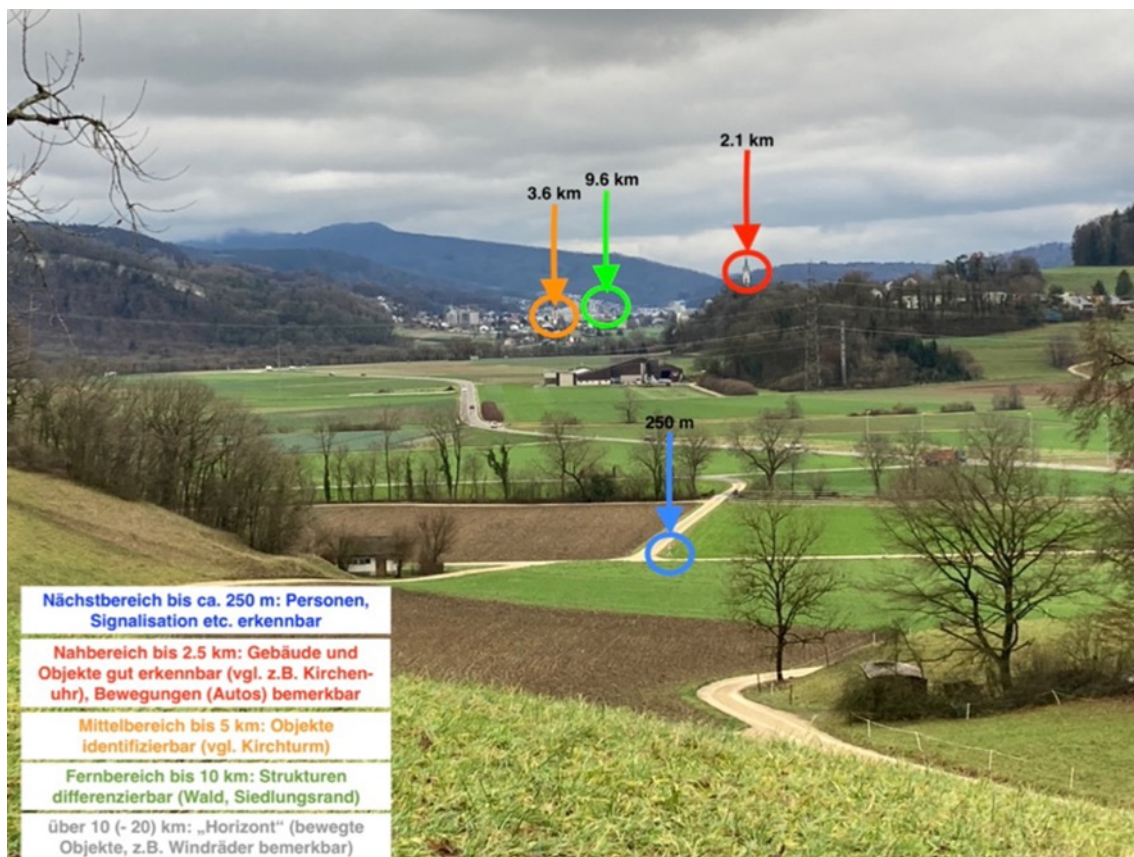 2.1 km
3.6 km
9.6 km
250 m
Nächstbereich bis ca. 250 m: Personen,
Signalisation etc. erkennbar
Nahbereich bis 2.5 km: Gebäude und
Objekte gut erkennbar (vgl. z.B. Kirchen-
uhr), Bewegungen (Autos) bemerkbar
Mittelbereich bis 5 km: Objekte
identifizierbar (vgl. Kirchturm)
Fernbereich bis 10 km: Strukturen
differenzierbar (Wald, Siedlungsrand)
über 10 (- 20) km: „Horizont“ (bewegte
Objekte, z.B. Windräder bemerkbar)